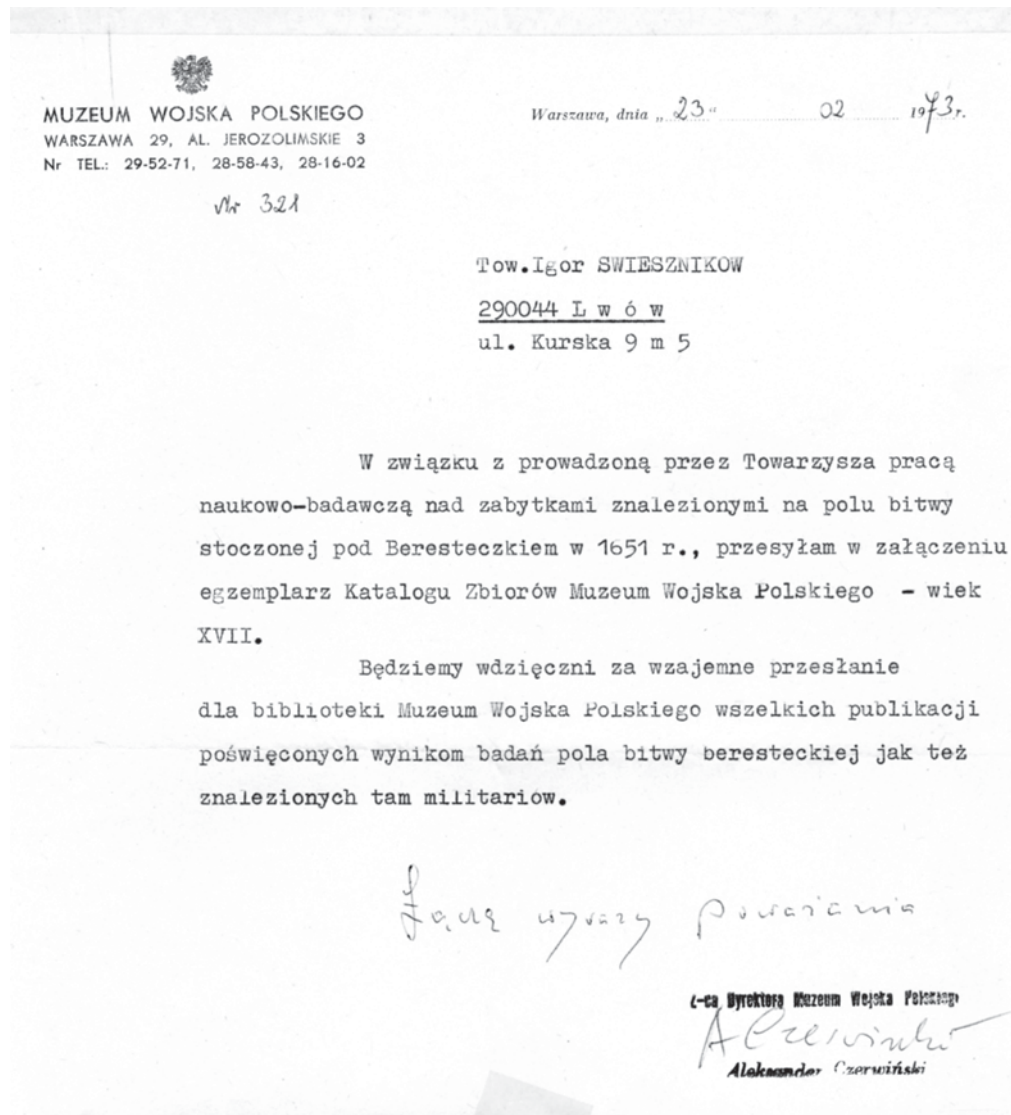 MUZEUM WOJSKA POLSKIEGO
WARSZAWA 29, AL. JEROZOLIMSKIE 3
Nr TEL.: 29-52-71, 28-58-43, 28-16-02
Nr 321
Warszawa, dnia „23" 02 1973 r.
Tow.Igor SWIESZNIKOW
290044 L w ó w
ul. Kurska 9 m 5
W związku z prowadzoną przez Towarzysza pracą
naukowo-badawczą nad zabytkami znalezionymi na polu bitwy
stoczonej pod Beresteczkiem w 1651 r., przesyłam w załączeniu
egzemplarz Katalogu Zbiorów Muzeum Wojska Polskiego - wiek
XVII.
Będziemy wdzięczni za wzajemne przesłanie
dla biblioteki Muzeum Wojska Polskiego wszelkich publikacji
poświęconych wynikom badań pola bitwy beresteckiej jak też
znalezionych tam militariów.
Łączę wyrazy poważania
Z-ca Dyrektora Muzeum Wojska Polskiego
A Czerwiński
Aleksander Czerwiński